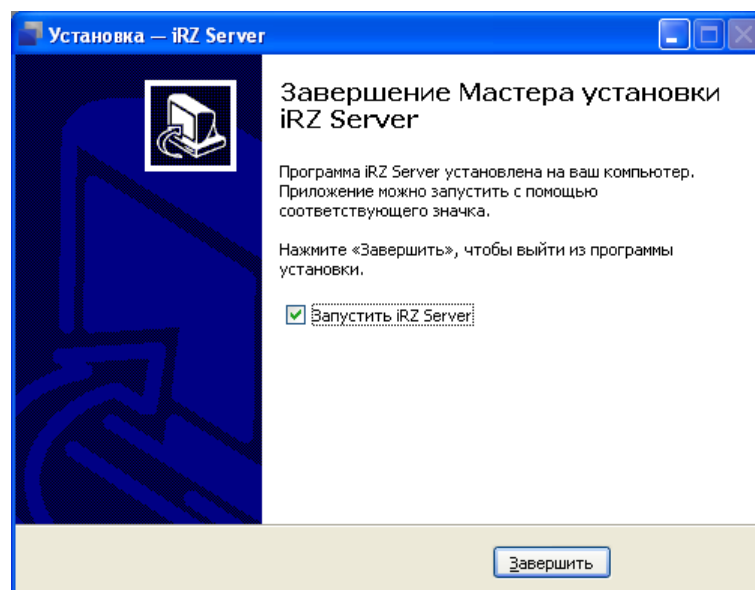 Установка — iRZ Server
Завершение Мастера установки
iRZ Server
Программа iRZ Server установлена на ваш компьютер.
Приложение можно запустить с помощью
соответствующего значка.
Нажмите «Завершить», чтобы выйти из программы
установки.
Запустить iRZ Server
Завершить